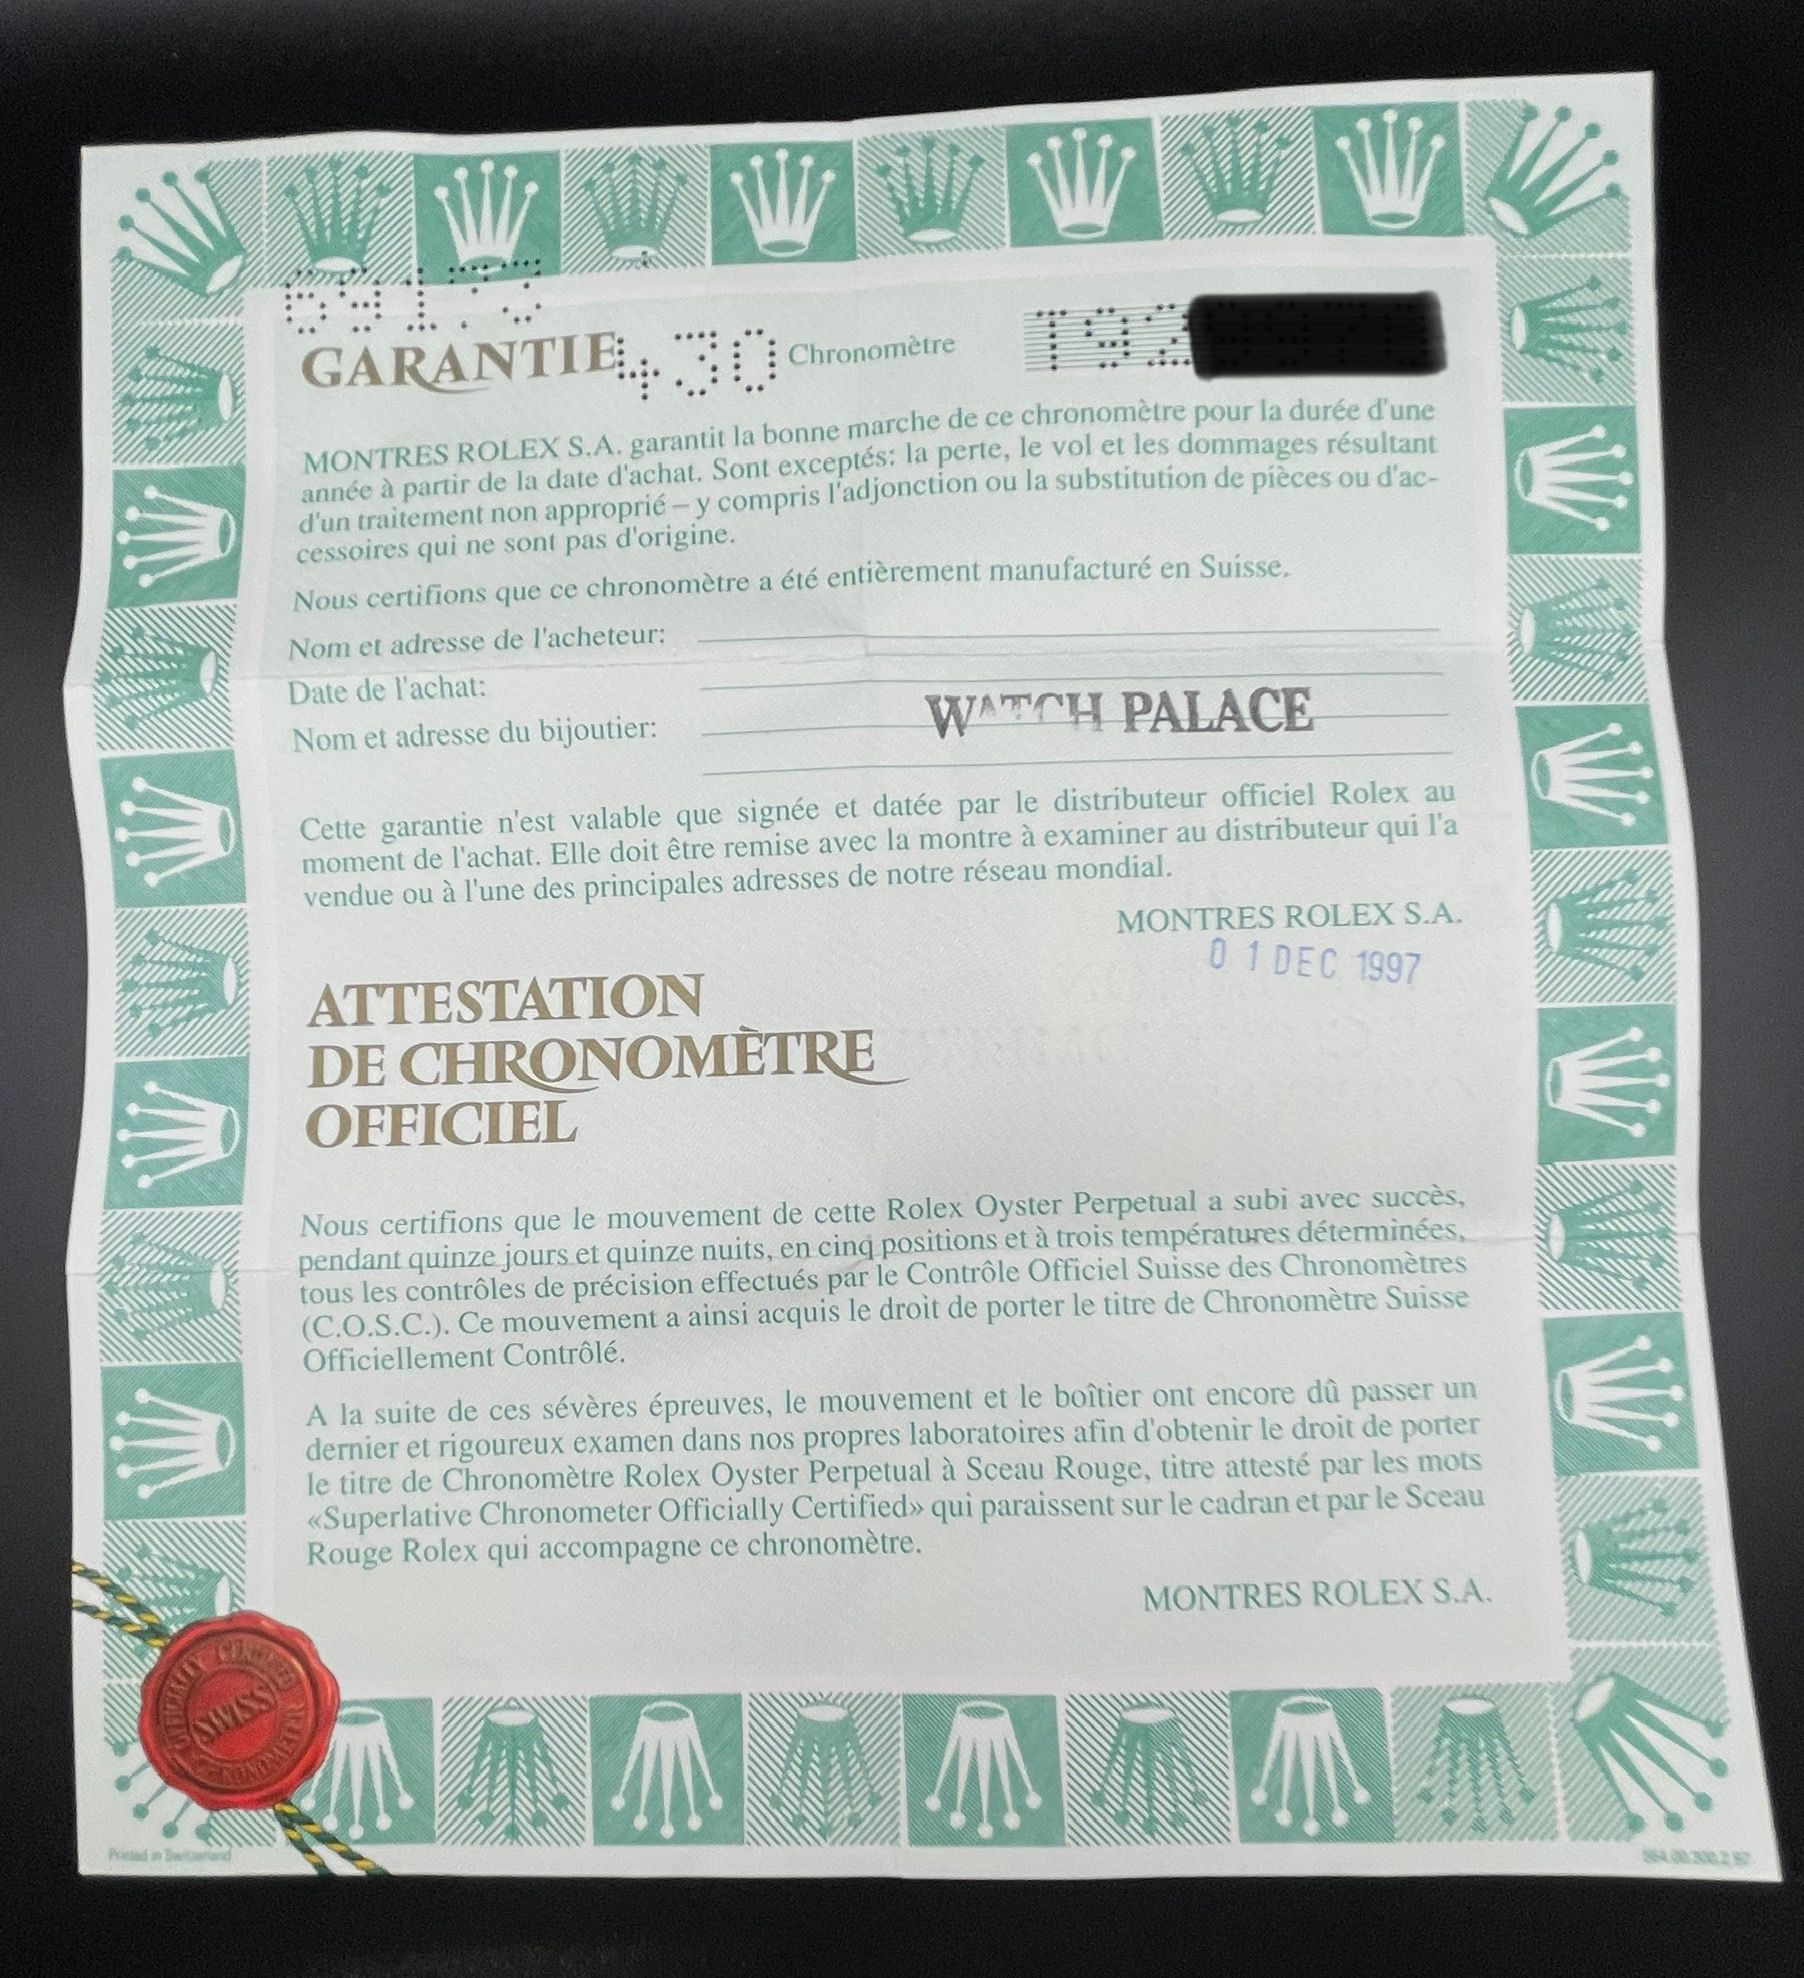 69173
GARANTIE 430 Chronomètre T92
MONTRES ROLEX S.A. garantit la bonne marche de ce chronomètre pour la durée d'une
année à partir de la date d'achat. Sont exceptés: la perte, le vol et les dommages résultant
d'un traitement non approprié – y compris l'adjonction ou la substitution de pièces ou d'ac-
cessoires qui ne sont pas d'origine.
Nous certifions que ce chronomètre a été entièrement manufacturé en Suisse.
Nom et adresse de l'acheteur:
Date de l'achat:
Nom et adresse du bijoutier: WATCH PALACE
Cette garantie n'est valable que signée et datée par le distributeur officiel Rolex au
moment de l'achat. Elle doit être remise avec la montre à examiner au distributeur qui l'a
vendue ou à l'une des principales adresses de notre réseau mondial.
MONTRES ROLEX S.A.
01 DEC 1997
ATTESTATION
DE CHRONOMÈTRE
OFFICIEL
Nous certifions que le mouvement de cette Rolex Oyster Perpetual a subi avec succès,
pendant quinze jours et quinze nuits, en cinq positions et à trois températures déterminées,
tous les contrôles de précision effectués par le Contrôle Officiel Suisse des Chronomètres
(C.O.S.C.). Ce mouvement a ainsi acquis le droit de porter le titre de Chronomètre Suisse
Officiellement Contrôlé.
A la suite de ces sévères épreuves, le mouvement et le boîtier ont encore dû passer un
dernier et rigoureux examen dans nos propres laboratoires afin d'obtenir le droit de porter
le titre de Chronomètre Rolex Oyster Perpetual à Sceau Rouge, titre attesté par les mots
«Superlative Chronometer Officially Certified» qui paraissent sur le cadran et par le Sceau
Rouge Rolex qui accompagne ce chronomètre.
MONTRES ROLEX S.A.
OFFICIALLY
SWISS
Printed in Switzerland